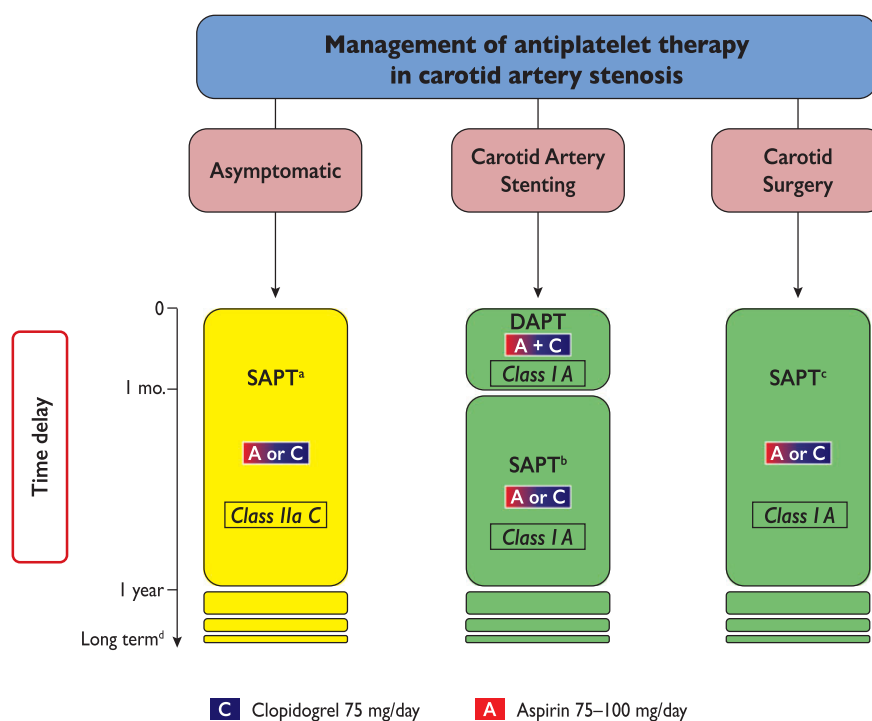 Management of antiplatelet therapy
in carotid artery stenosis
Asymptomatic
Carotid Artery
Stenting
Carotid
Surgery
Time delay
0
1 mo.
1 year
Long termᵈ
SAPTᵃ
A or C
Class IIa C
DAPT
A + C
Class I A
SAPTᵇ
A or C
Class I A
SAPTᶜ
A or C
Class I A
C Clopidogrel 75 mg/day
A Aspirin 75–100 mg/day